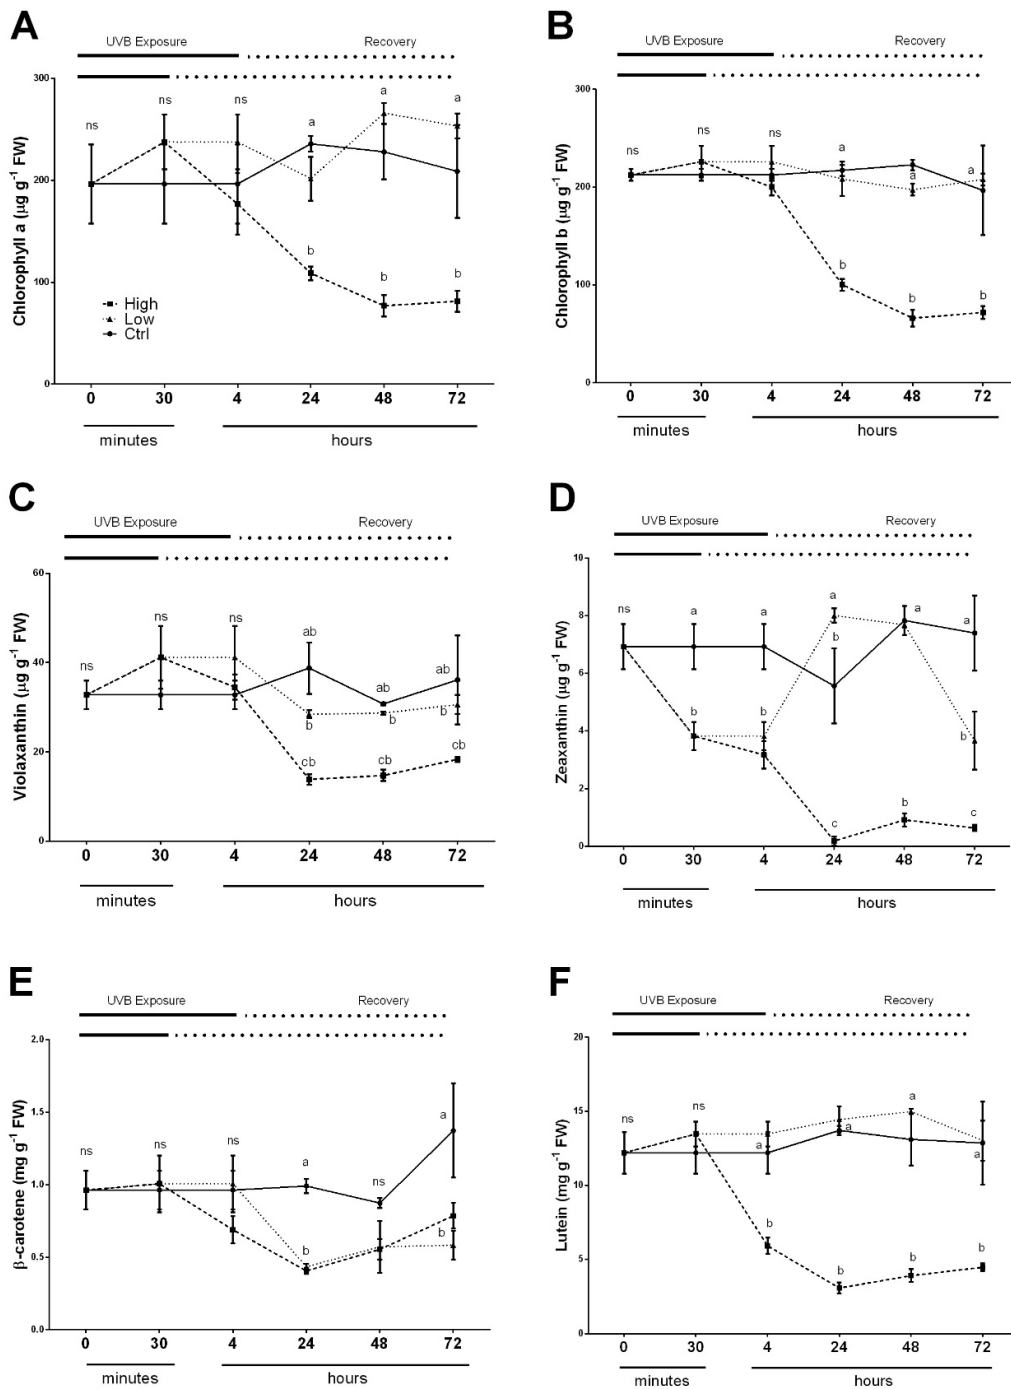 A
UVB Exposure
Recovery
Chlorophyll a (µg g-1 FW)
300
200
100
0
ns
ns
ns
a
a
a
b
b
b
High
Low
Ctrl
0 30 4 24 48 72
minutes
hours
B
UVB Exposure
Recovery
Chlorophyll b (µg g-1 FW)
300
200
100
0
ns
ns
ns
a
a
a
b
b
b
0 30 4 24 48 72
minutes
hours
C
UVB Exposure
Recovery
Violaxanthin (µg g-1 FW)
60
40
20
0
ns
ns
ns
ab
ab
ab
b
b
b
cb
cb
cb
0 30 4 24 48 72
minutes
hours
D
UVB Exposure
Recovery
Zeaxanthin (µg g-1 FW)
10
8
6
4
2
0
ns
a
a
a
a
a
b
b
b
b
c
b
c
0 30 4 24 48 72
minutes
hours
E
UVB Exposure
Recovery
β-carotene (mg g-1 FW)
2.0
1.5
1.0
0.5
0.0
ns
ns
ns
a
ns
a
b
b
0 30 4 24 48 72
minutes
hours
F
UVB Exposure
Recovery
Lutein (mg g-1 FW)
20
15
10
5
0
ns
ns
a
a
a
a
b
b
b
b
0 30 4 24 48 72
minutes
hours